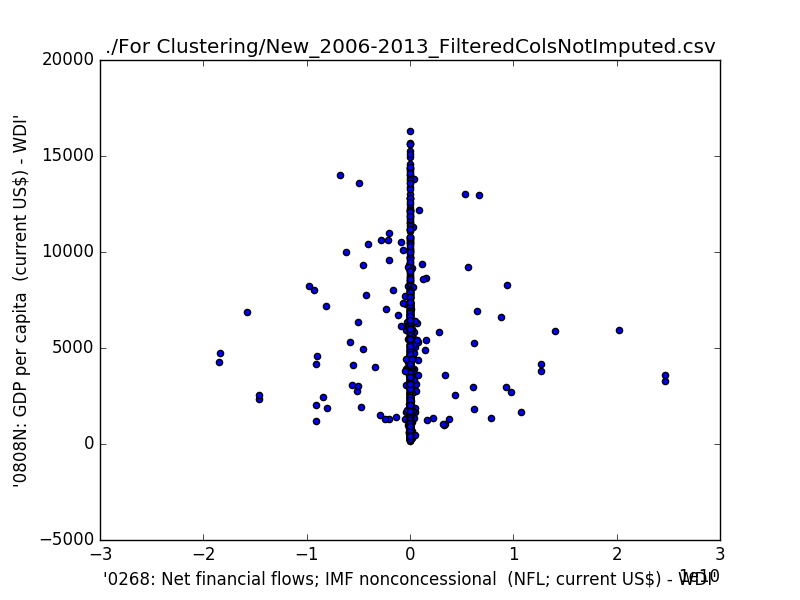 ./For Clustering/New_2006-2013_FilteredColsNotImputed.csv
20000
15000
10000
5000
0
−5000
'0808N: GDP per capita  (current US$) - WDI'
−3 −2 −1 0 1 2 3
1e10
'0268: Net financial flows; IMF nonconcessional  (NFL; current US$) - WDI'